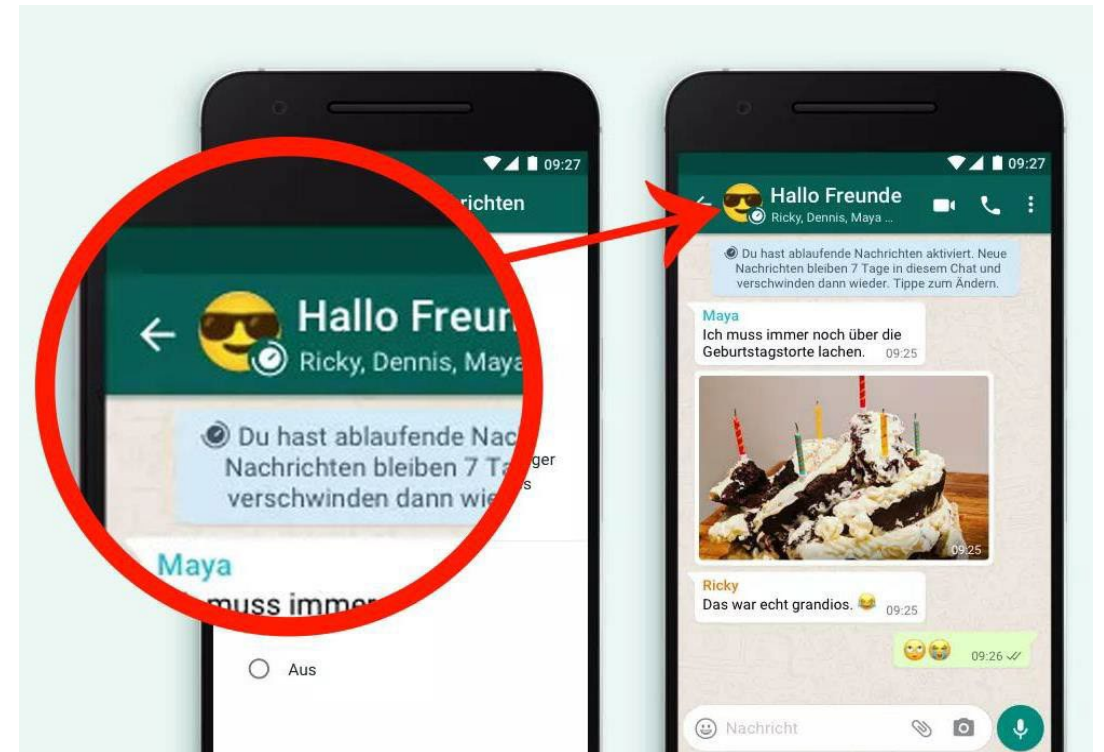 09:27
richten
Hallo Freun
Ricky, Dennis, Maya
Du hast ablaufende Nac
Nachrichten bleiben 7 Ta
verschwinden dann wie
ger
s
Maya
muss immer
Aus
09:27
Hallo Freunde
Ricky, Dennis, Maya ...
Du hast ablaufende Nachrichten aktiviert. Neue
Nachrichten bleiben 7 Tage in diesem Chat und
verschwinden dann wieder. Tippe zum Ändern.
Maya
Ich muss immer noch über die
Geburtstagstorte lachen. 09:25
09:25
Ricky
Das war echt grandios. 😂 09:25
🙄😭 09:26
Nachricht